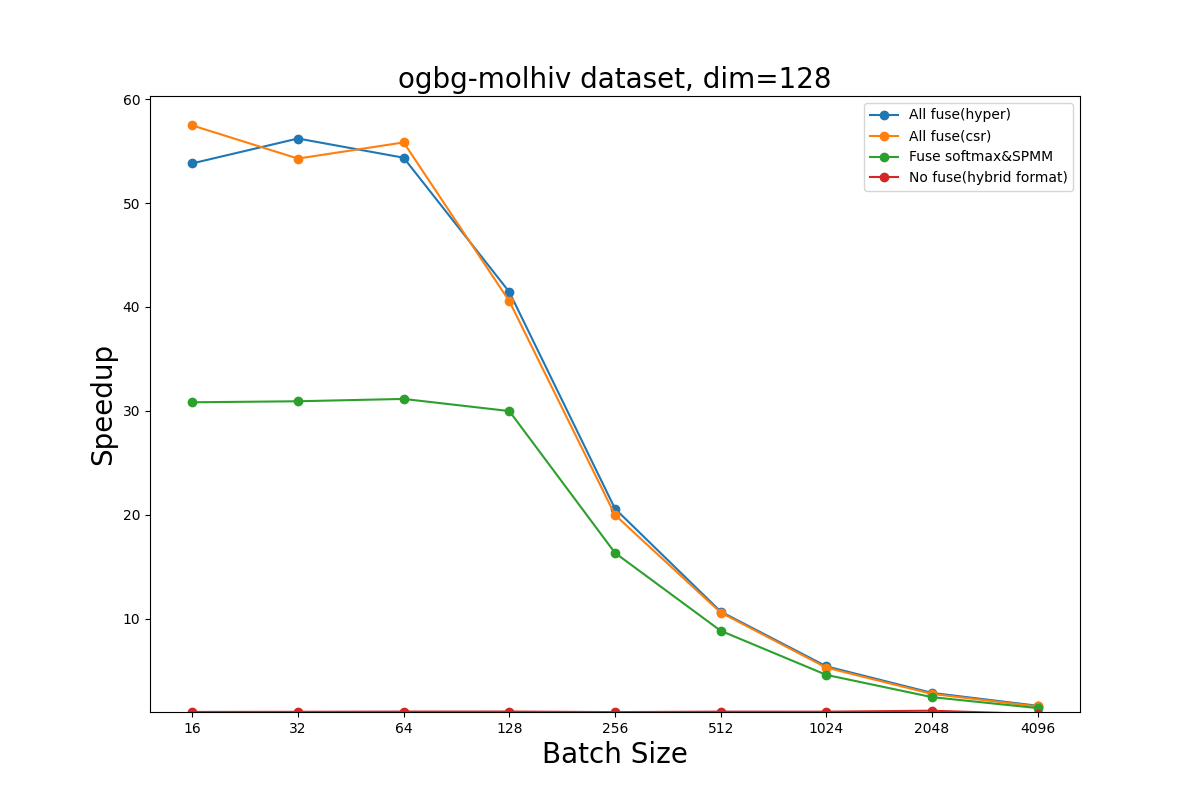 ogbg-molhiv dataset, dim=128
All fuse(hyper)
All fuse(csr)
Fuse softmax&SPMM
No fuse(hybrid format)
60
50
40
30
20
10
Speedup
16 32 64 128 256 512 1024 2048 4096
Batch Size